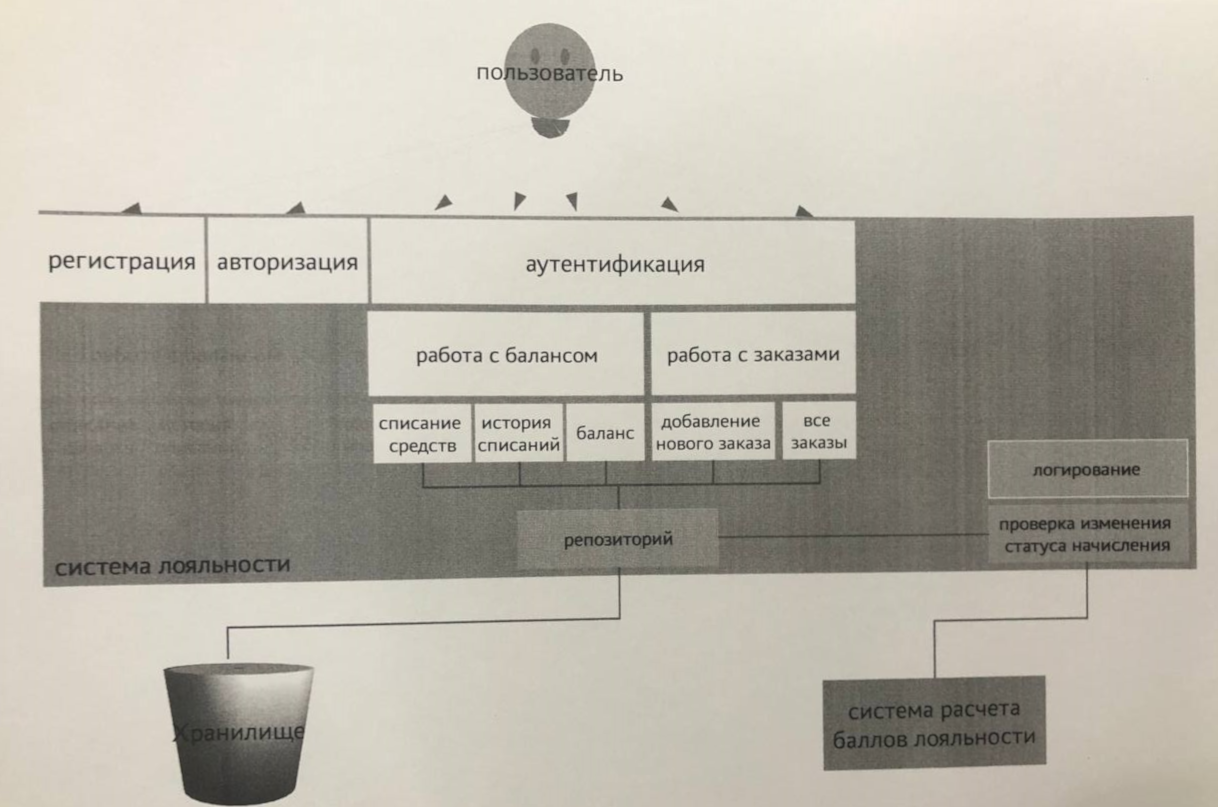 пользователь
регистрация
авторизация
аутентификация
работа с балансом
работа с заказами
списание
средств
история
списаний
баланс
добавление
нового заказа
все
заказы
логирование
репозиторий
проверка изменения
статуса начисления
система лояльности
Хранилище
система расчета
баллов лояльности